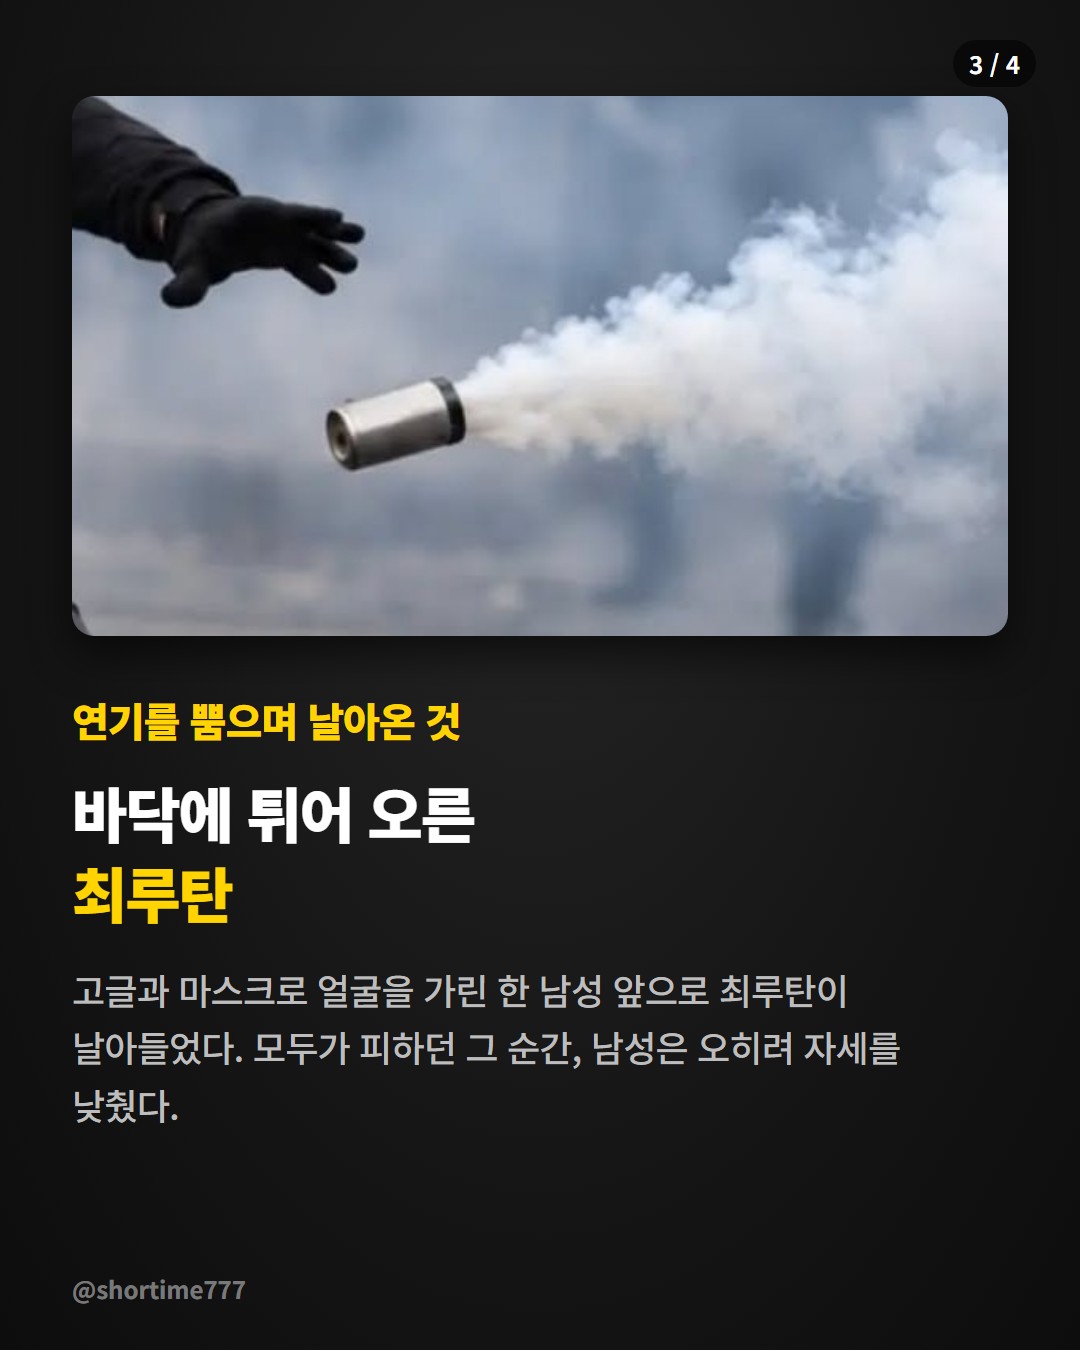 3 / 4
연기를 뿜으며 날아온 것
바닥에 튀어 오른
최루탄
고글과 마스크로 얼굴을 가린 한 남성 앞으로 최루탄이
날아들었다. 모두가 피하던 그 순간, 남성은 오히려 자세를
낮췄다.
@shortime777